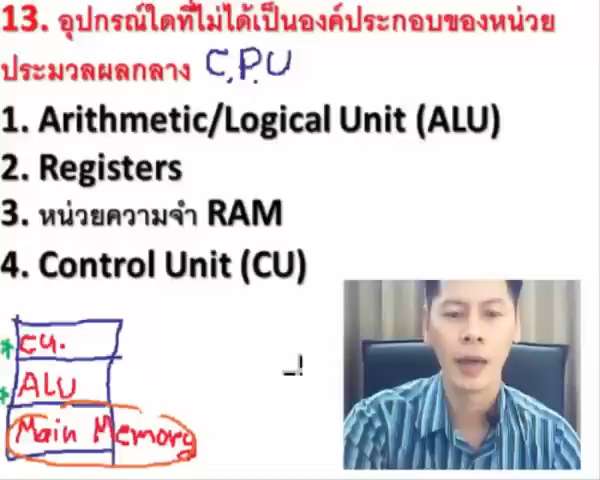 13. อุปกรณ์ใดที่ไม่ได้เป็นองค์ประกอบของหน่วย
ประมวลผลกลาง C.P.U
1. Arithmetic/Logical Unit (ALU)
2. Registers
3. หน่วยความจำ RAM
4. Control Unit (CU)
* CU.
* ALU
Main Memory